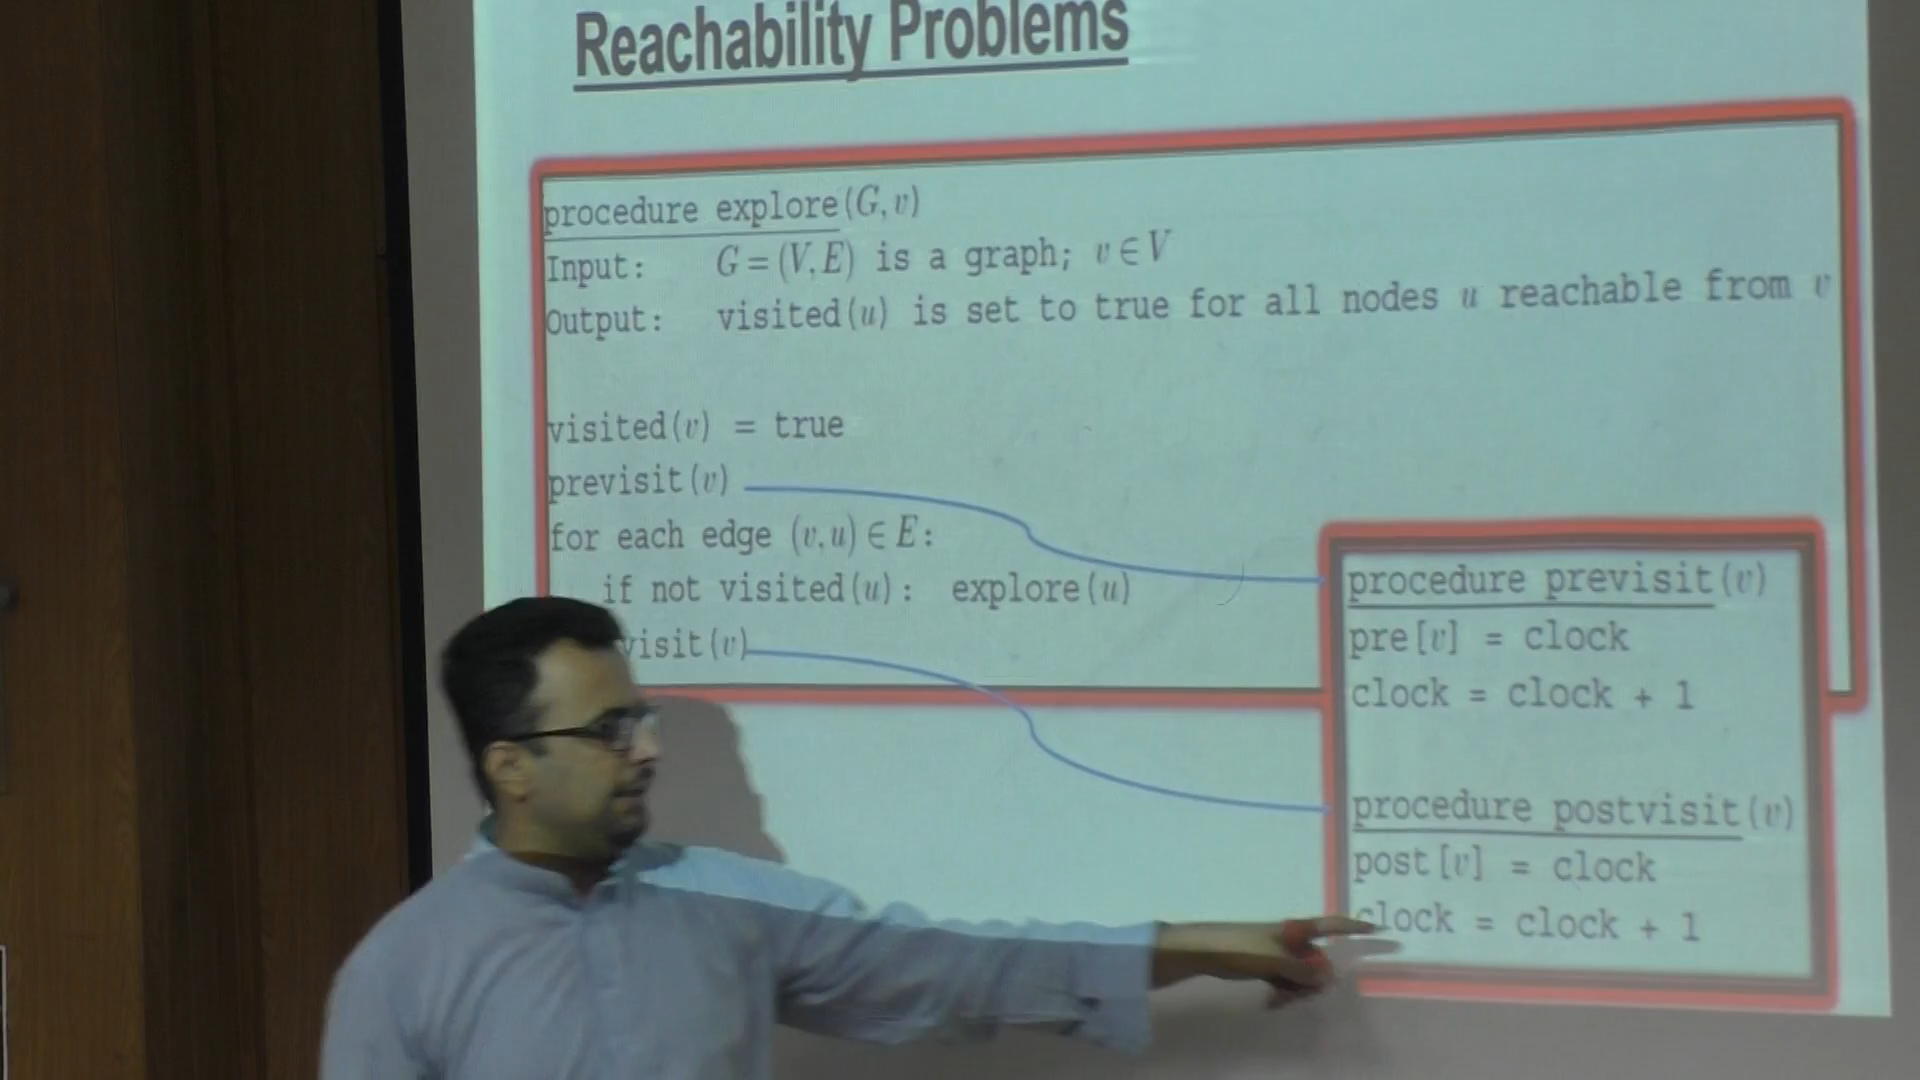 Reachability Problems
procedure explore(G, v)
Input: G = (V, E) is a graph; v ∈ V
Output: visited(u) is set to true for all nodes u reachable from v
visited(v) = true
previsit(v)
for each edge (v, u) ∈ E:
if not visited(u): explore(u)
visit(v)
procedure previsit(v)
pre[v] = clock
clock = clock + 1
procedure postvisit(v)
post[v] = clock
clock = clock + 1